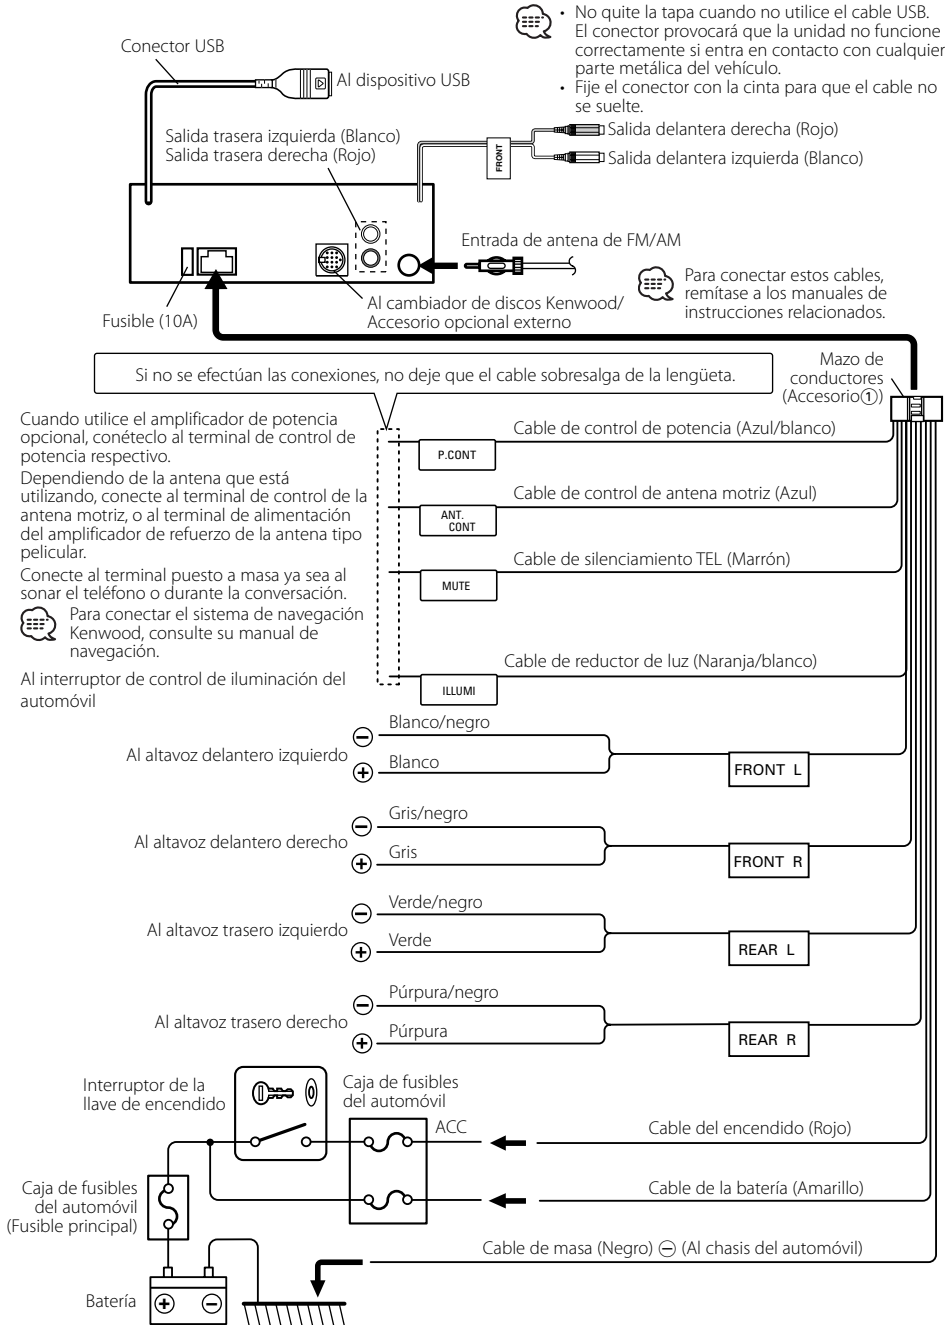 • No quite la tapa cuando no utilice el cable USB.
El conector provocará que la unidad no funcione
correctamente si entra en contacto con cualquier
parte metálica del vehículo.
• Fije el conector con la cinta para que el cable no
se suelte.
Conector USB
Al dispositivo USB
Salida trasera izquierda (Blanco)
Salida trasera derecha (Rojo)
FRONT
Salida delantera derecha (Rojo)
Salida delantera izquierda (Blanco)
Entrada de antena de FM/AM
Para conectar estos cables,
remítase a los manuales de
instrucciones relacionados.
Al cambiador de discos Kenwood/
Accesorio opcional externo
Fusible (10A)
Si no se efectúan las conexiones, no deje que el cable sobresalga de la lengüeta.
Mazo de
conductores
(Accesorio①)
Cuando utilice el amplificador de potencia
opcional, conéteclo al terminal de control de
potencia respectivo.
Cable de control de potencia (Azul/blanco)
P.CONT
Dependiendo de la antena que está
utilizando, conecte al terminal de control de la
antena motriz, o al terminal de alimentación
del amplificador de refuerzo de la antena tipo
pelicular.
Cable de control de antena motriz (Azul)
ANT.
CONT
Conecte al terminal puesto a masa ya sea al
sonar el teléfono o durante la conversación.
Cable de silenciamiento TEL (Marrón)
MUTE
Para conectar el sistema de navegación
Kenwood, consulte su manual de
navegación.
Al interruptor de control de iluminación del
automóvil
Cable de reductor de luz (Naranja/blanco)
ILLUMI
Al altavoz delantero izquierdo
⊖ Blanco/negro
⊕ Blanco
FRONT L
Al altavoz delantero derecho
⊖ Gris/negro
⊕ Gris
FRONT R
Al altavoz trasero izquierdo
⊖ Verde/negro
⊕ Verde
REAR L
Al altavoz trasero derecho
⊖ Púrpura/negro
⊕ Púrpura
REAR R
Interruptor de la
llave de encendido
Caja de fusibles
del automóvil
ACC
Cable del encendido (Rojo)
Cable de la batería (Amarillo)
Caja de fusibles
del automóvil
(Fusible principal)
Cable de masa (Negro) ⊖ (Al chasis del automóvil)
Batería
⊕ ⊖